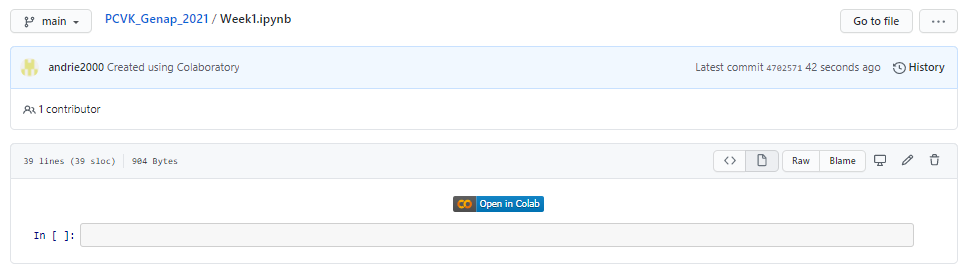 main PCVK_Genap_2021 / Week1.ipynb Go to file ...
andrie2000 Created using Colaboratory Latest commit 4702571 42 seconds ago History
1 contributor
39 lines (39 sloc) 904 Bytes <> Raw Blame
Open in Colab
In [ ]: